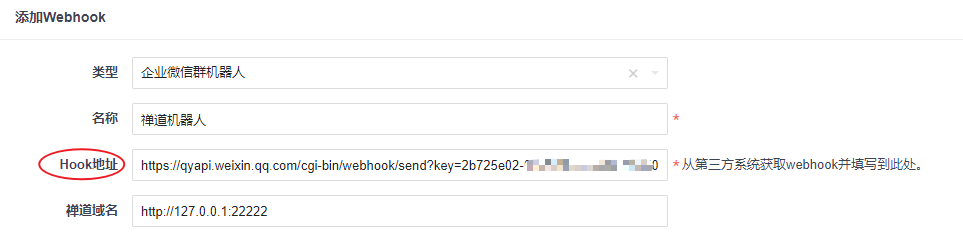 添加Webhook
类型 企业微信群机器人
名称 禅道机器人 *
Hook地址 https://qyapi.weixin.qq.com/cgi-bin/webhook/send?key=2b725e02- 0 * 从第三方系统获取webhook并填写到此处。
禅道域名 http://127.0.0.1:22222